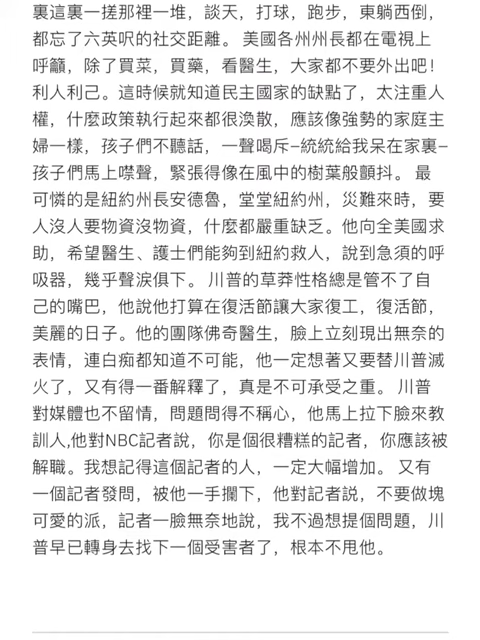 裏這裏一搓那裡一堆，談天，打球，跑步，東躺西倒，
都忘了六英呎的社交距離。 美國各州州長都在電視上
呼籲，除了買菜，買藥，看醫生，大家都不要外出吧！
利人利己。這時候就知道民主國家的缺點了，太注重人
權，什麼政策執行起來都很渙散，應該像強勢的家庭主
婦一樣，孩子們不聽話，一聲喝斥–統統給我呆在家裏–
孩子們馬上噤聲，緊張得像在風中的樹葉般顫抖。 最
可憐的是紐約州長安德魯，堂堂紐約州，災難來時，要
人沒人要物資沒物資，什麼都嚴重缺乏。他向全美國求
助，希望醫生、護士們能夠到紐約救人，說到急須的呼
吸器，幾乎聲淚俱下。 川普的草莽性格總是管不了自
己的嘴巴，他說他打算在復活節讓大家復工，復活節，
美麗的日子。他的團隊佛奇醫生，臉上立刻現出無奈的
表情，連白痴都知道不可能，他一定想著又要替川普滅
火了，又有得一番解釋了，真是不可承受之重。 川普
對媒體也不留情，問題問得不稱心，他馬上拉下臉來教
訓人,他對NBC記者說，你是個很糟糕的記者，你應該被
解職。我想記得這個記者的人，一定大幅增加。 又有
一個記者發問，被他一手攔下，他對記者説，不要做塊
可愛的派，記者一臉無奈地說，我不過想提個問題，川
普早已轉身去找下一個受害者了，根本不甩他。